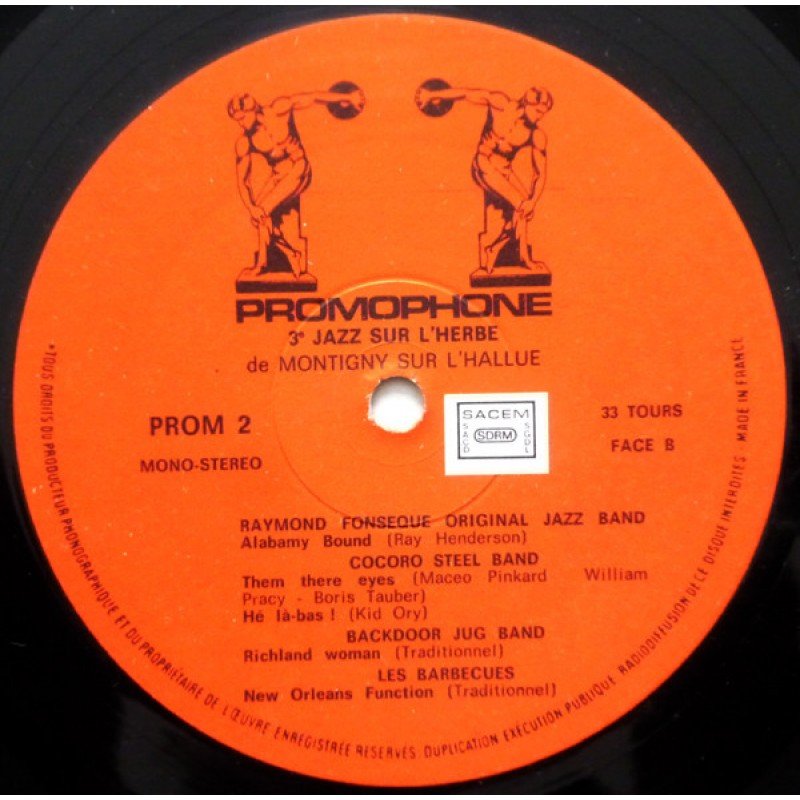 PROMOPHONE
3e JAZZ SUR L'HERBE
de MONTIGNY SUR L'HALLUE
PROM 2
MONO-STEREO
SACEM
SACD
SDRM
SGDL
33 TOURS
FACE B
RAYMOND FONSEQUE ORIGINAL JAZZ BAND
Alabamy Bound (Ray Henderson)
COCORO STEEL BAND
Them there eyes (Maceo Pinkard William
Pracy - Boris Tauber)
Hé là-bas ! (Kid Ory)
BACKDOOR JUG BAND
Richland woman (Traditionnel)
LES BARBECUES
New Orleans Function (Traditionnel)
*TOUS DROITS DU PRODUCTEUR PHONOGRAPHIQUE ET DU PROPRIÉTAIRE DE L'ŒUVRE ENREGISTRÉE RÉSERVÉS. DUPLICATION EXÉCUTION PUBLIQUE RADIODIFFUSION DE CE DISQUE INTERDITES. MADE IN FRANCE